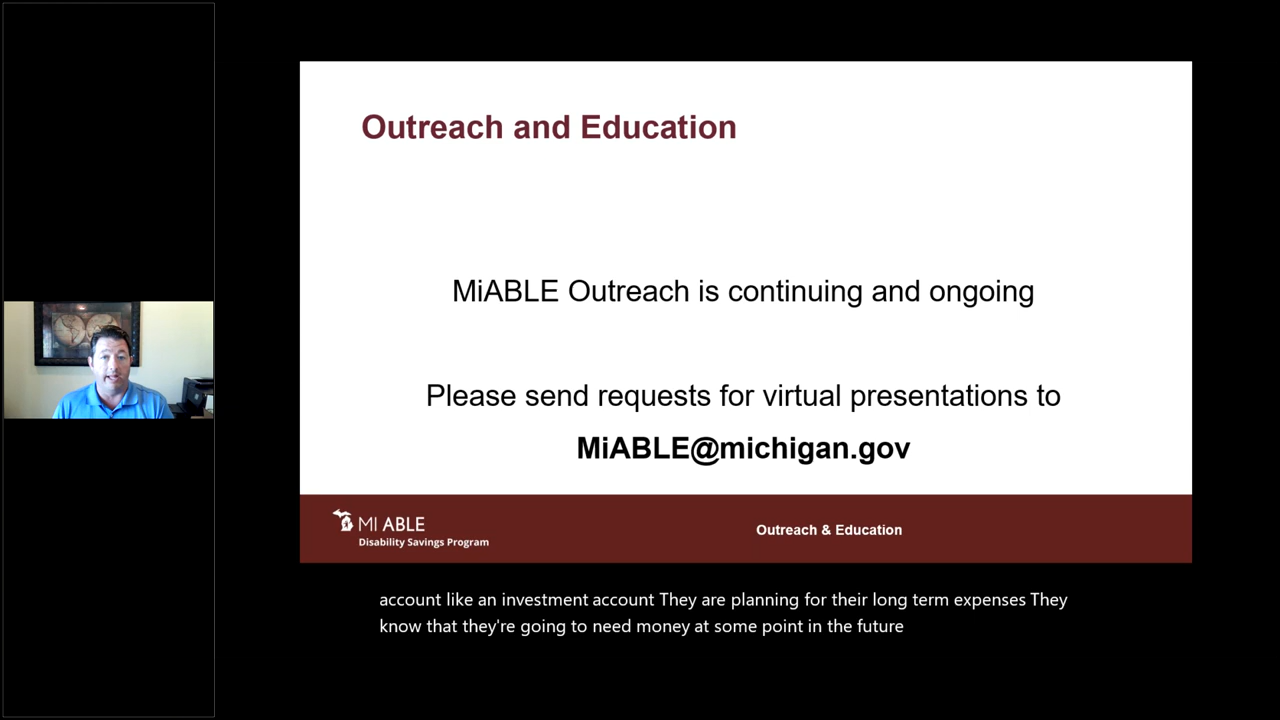 Outreach and Education
MiABLE Outreach is continuing and ongoing
Please send requests for virtual presentations to
MiABLE@michigan.gov
MI ABLE
Disability Savings Program
Outreach & Education
account like an investment account They are planning for their long term expenses They
know that they're going to need money at some point in the future